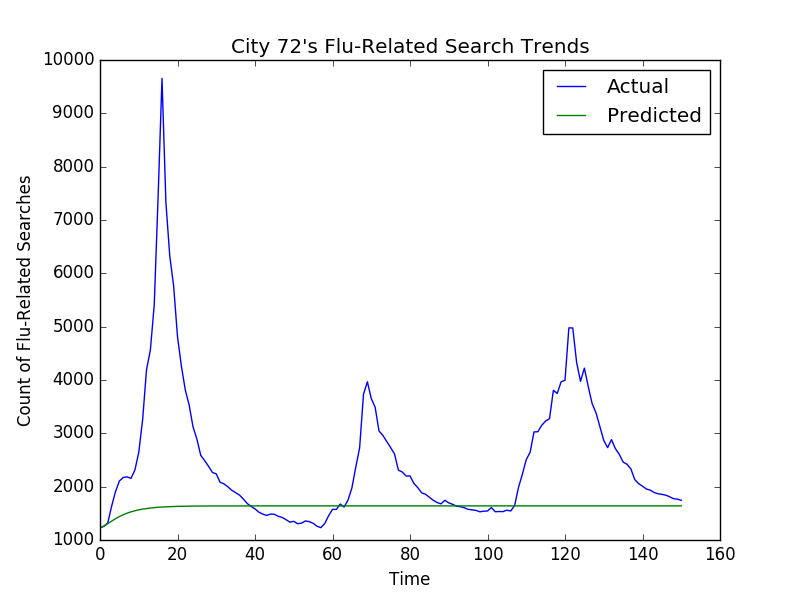 City 72's Flu-Related Search Trends
10000
9000
8000
7000
6000
5000
4000
3000
2000
1000
Count of Flu-Related Searches
Actual
Predicted
0 20 40 60 80 100 120 140 160
Time